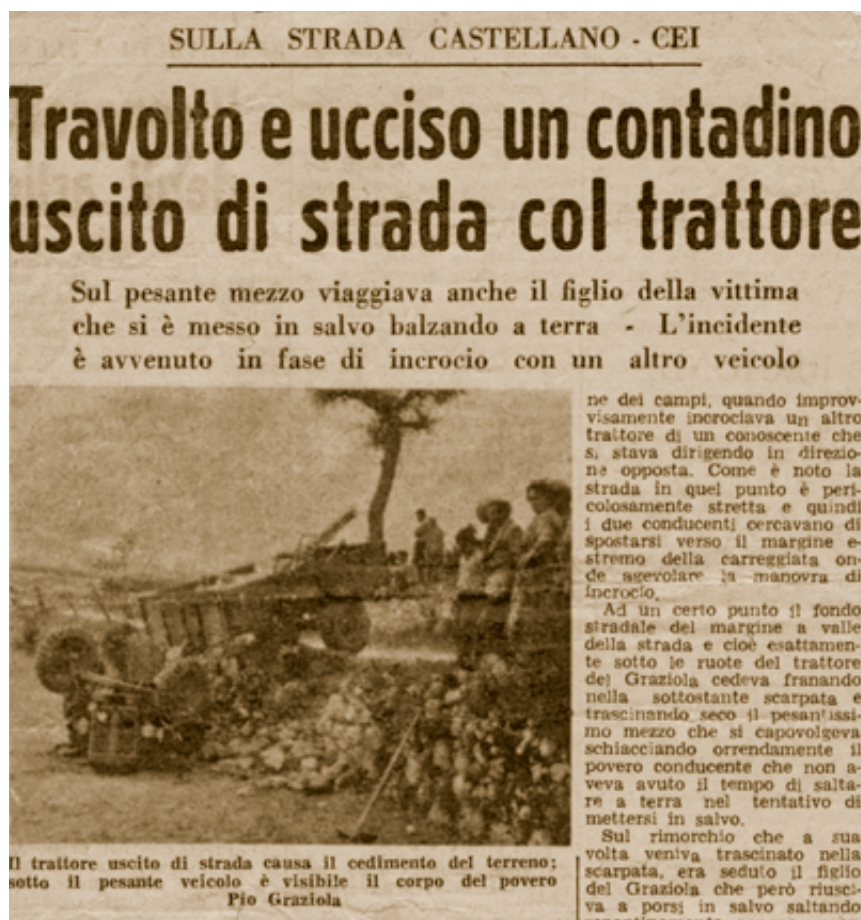 SULLA STRADA CASTELLANO - CEI
Travolto e ucciso un contadino
uscito di strada col trattore
Sul pesante mezzo viaggiava anche il figlio della vittima
che si è messo in salvo balzando a terra - L'incidente
è avvenuto in fase di incrocio con un altro veicolo
ne dei campi, quando improv-
visamente incrociava un altro
trattore di un conoscente che
si stava dirigendo in direzio-
ne opposta. Come è noto la
strada in quel punto è peri-
colosamente stretta e quindi
i due conducenti cercavano di
spostarsi verso il margine e-
stremo della carreggiata on-
de agevolare la manovra di
incrocio.
Ad un certo punto il fondo
stradale del margine a valle
della strada e cioè esattamen-
te sotto le ruote del trattore
del Graziola cedeva franando
nella sottostante scarpata e
trascinando seco il pesantissi-
mo mezzo che si capovolgeva
schiacciando orrendamente il
povero conducente che non a-
veva avuto il tempo di salta-
re a terra nel tentativo di
mettersi in salvo.
Sul rimorchio che a sua
volta veniva trascinato nella
scarpata, era seduto il figlio
del Graziola che però riusci-
va a porsi in salvo saltando
Il trattore uscito di strada causa il cedimento del terreno;
sotto il pesante veicolo è visibile il corpo del povero
Pio Graziola